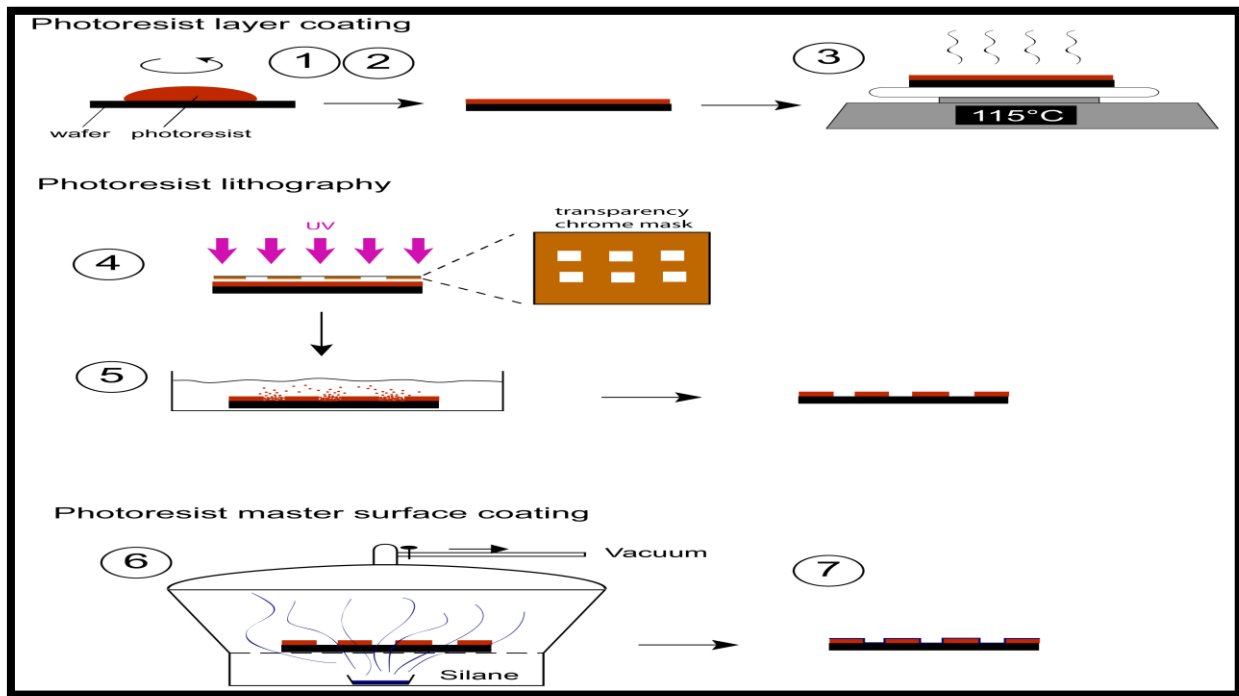 Photoresist layer coating
1
2
3
wafer photoresist
115°C
Photoresist lithography
UV
transparency
chrome mask
4
5
Photoresist master surface coating
6
Vacuum
7
Silane